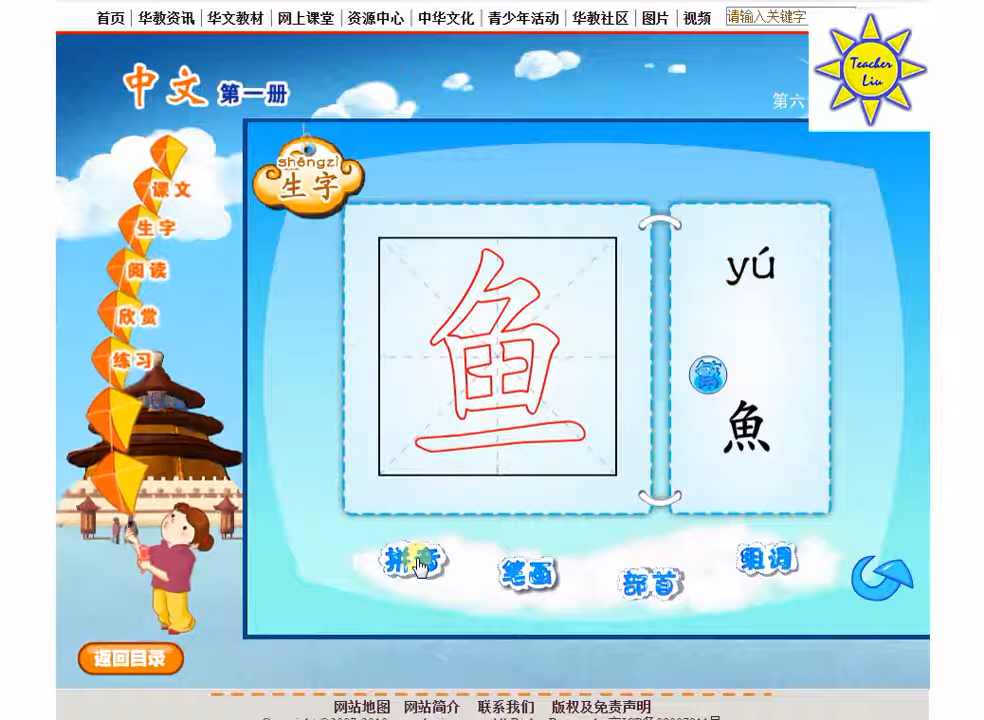 首页 | 华教资讯 | 华文教材 | 网上课堂 | 资源中心 | 中华文化 | 青少年活动 | 华教社区 | 图片 | 视频 请输入关键字
Teacher
Liu
中文 第一册
第六
shēngzì
生字
课文
生字
阅读
欣赏
练习
鱼
yú
繁
魚
拼音
笔画
部首
组词
返回目录
网站地图 网站简介 联系我们 版权及免责声明